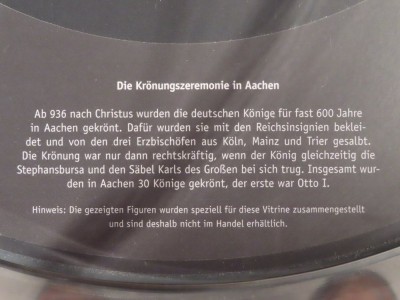 Die Krönungszeremonie in Aachen
Ab 936 nach Christus wurden die deutschen Könige für fast 600 Jahre
in Aachen gekrönt. Dafür wurden sie mit den Reichsinsignien beklei-
det und von den drei Erzbischöfen aus Köln, Mainz und Trier gesalbt.
Die Krönung war nur dann rechtskräftig, wenn der König gleichzeitig die
Stephansbursa und den Säbel Karls des Großen bei sich trug. Insgesamt wur-
den in Aachen 30 Könige gekrönt, der erste war Otto I.
Hinweis: Die gezeigten Figuren wurden speziell für diese Vitrine zusammengestellt
und sind deshalb nicht im Handel erhältlich.